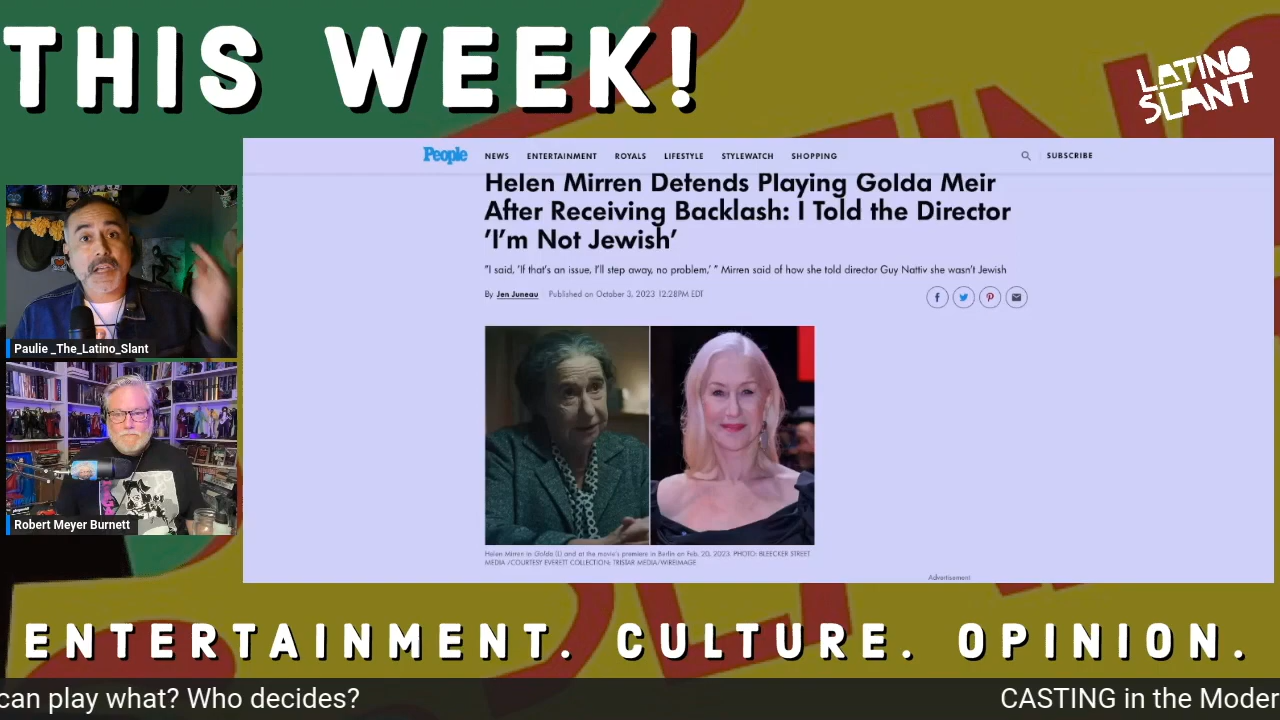 THIS WEEK!
LATINO
SLANT
People NEWS ENTERTAINMENT ROYALS LIFESTYLE STYLEWATCH SHOPPING SUBSCRIBE
Helen Mirren Defends Playing Golda Meir
After Receiving Backlash: I Told the Director
'I'm Not Jewish'
"I said, 'If that's an issue, I'll step away, no problem,' " Mirren said of how she told director Guy Nattiv she wasn't Jewish
By Jen Juneau Published on October 3, 2023 12:28PM EDT
Helen Mirren in Golda (L) and at the movie's premiere in Berlin on Feb. 20, 2023. PHOTO: BLEECKER STREET
MEDIA /COURTESY EVERETT COLLECTION; TRISTAR MEDIA/WIREIMAGE
Advertisement
Paulie _The_Latino_Slant
Robert Meyer Burnett
ENTERTAINMENT. CULTURE. OPINION.
can play what? Who decides? CASTING in the Moder